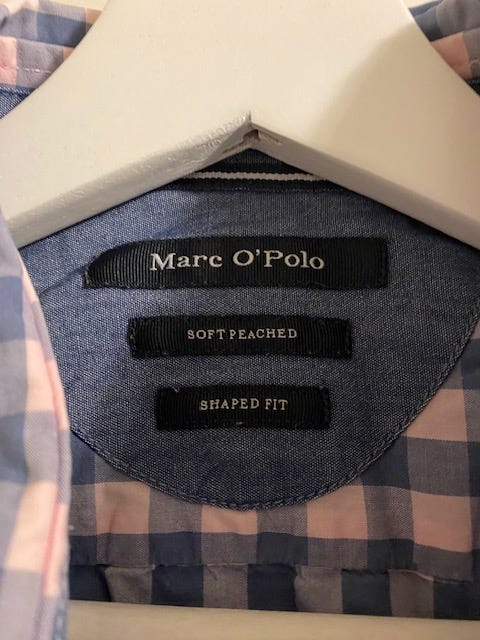 Marc O'Polo
SOFT PEACHED
SHAPED FIT